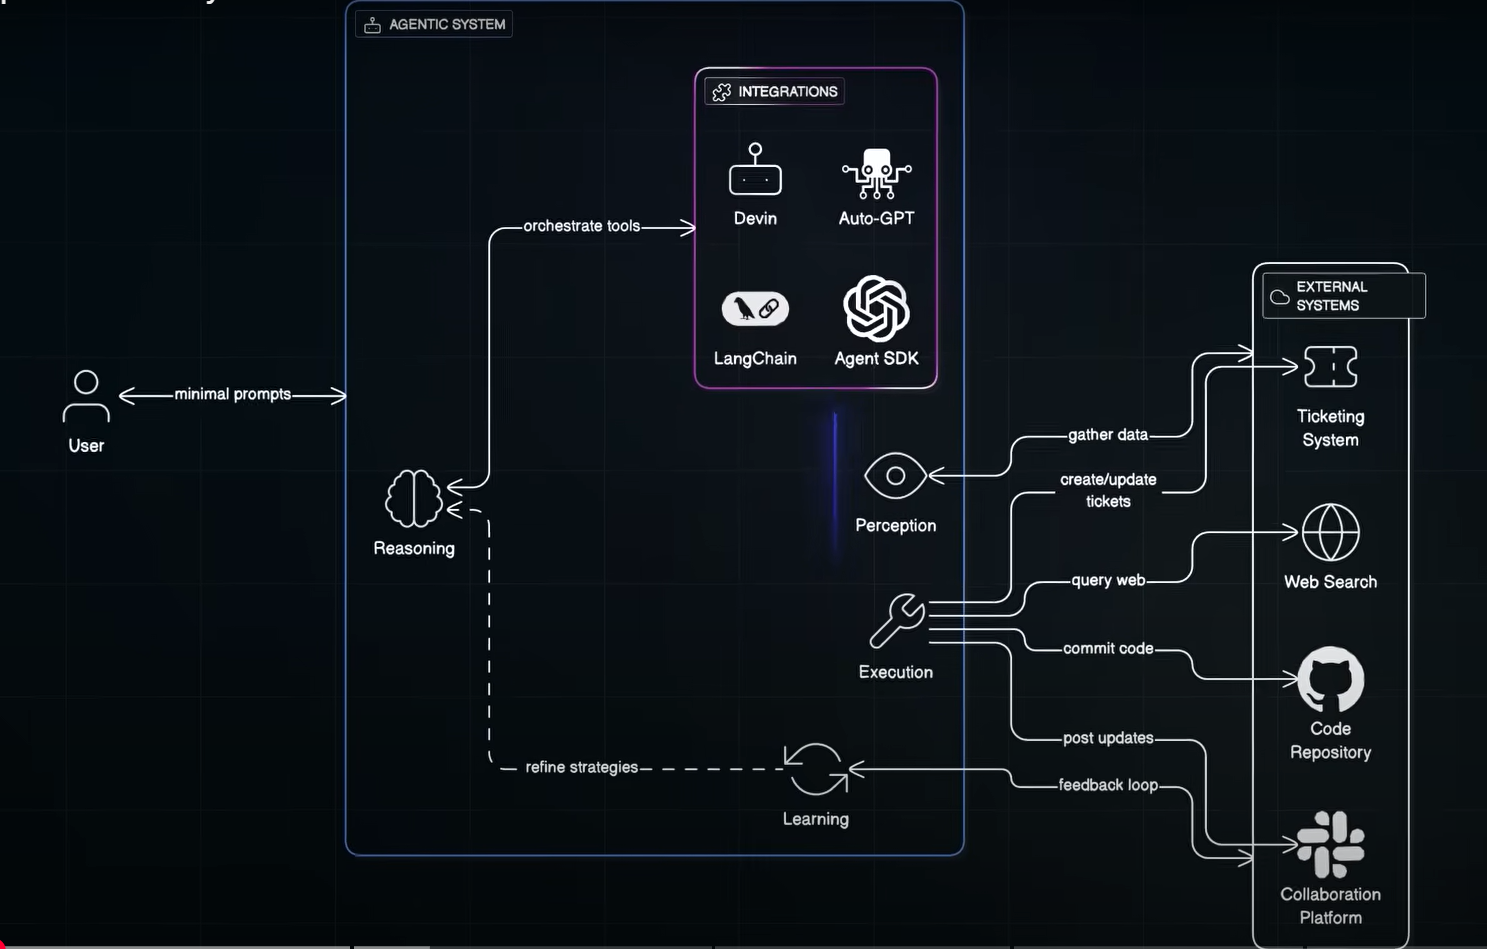 AGENTIC SYSTEM
INTEGRATIONS
Devin
Auto-GPT
orchestrate tools
LangChain
Agent SDK
EXTERNAL
SYSTEMS
minimal prompts
User
Ticketing
System
gather data
create/update
tickets
Perception
Reasoning
query web
Web Search
commit code
Execution
Code
Repository
post updates
refine strategies
feedback loop
Learning
Collaboration
Platform